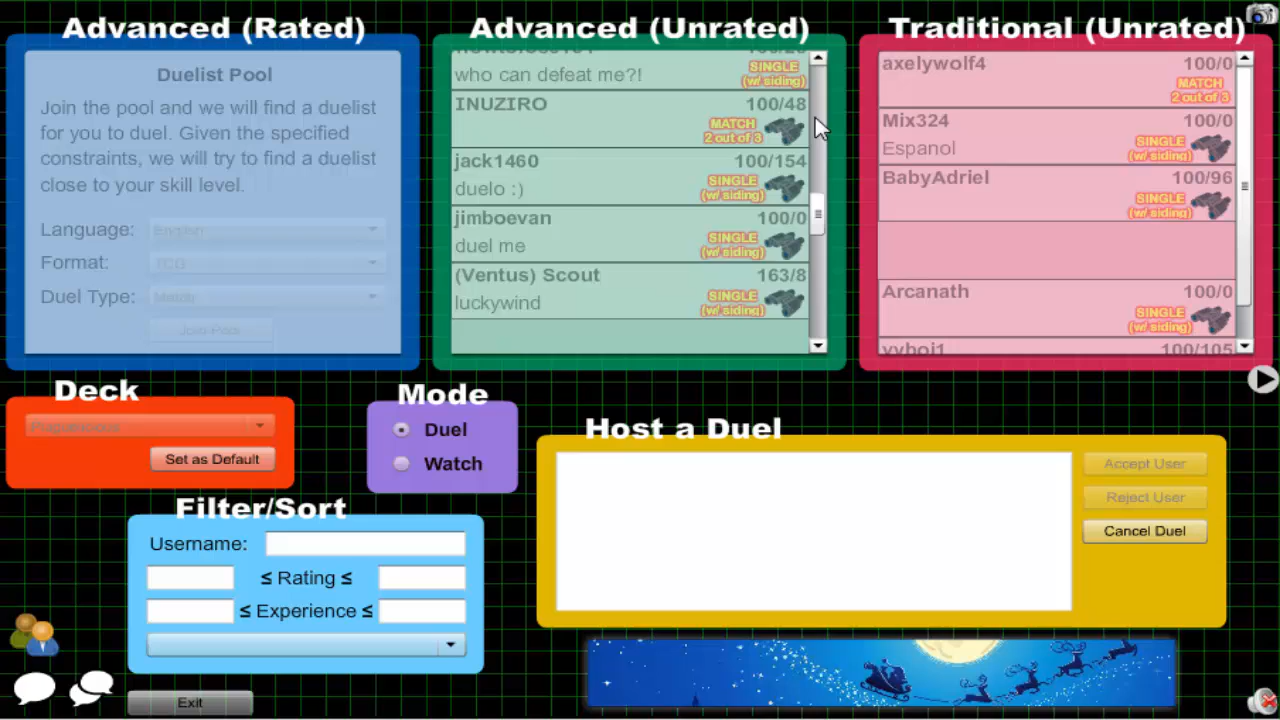 Advanced (Rated)
Duelist Pool
Join the pool and we will find a duelist
for you to duel. Given the specified
constraints, we will try to find a duelist
close to your skill level.
Language: English
Format: TCG
Duel Type: Match
Join Pool
Advanced (Unrated)
who can defeat me?!
SINGLE
(w/ siding)
INUZIRO 100/48
MATCH
2 out of 3
jack1460 100/154
duelo :)
SINGLE
(w/ siding)
jimboevan 100/0
duel me
SINGLE
(w/ siding)
(Ventus) Scout 163/8
luckywind
SINGLE
(w/ siding)
Traditional (Unrated)
axelywolf4 100/0
MATCH
2 out of 3
Mix324 100/0
Espanol
SINGLE
(w/ siding)
BabyAdriel 100/96
SINGLE
(w/ siding)
Arcanath 100/0
SINGLE
(w/ siding)
100/105
Deck
Set as Default
Mode
Duel
Watch
Filter/Sort
Username:
≤ Rating ≤
≤ Experience ≤
Host a Duel
Accept User
Reject User
Cancel Duel
Exit